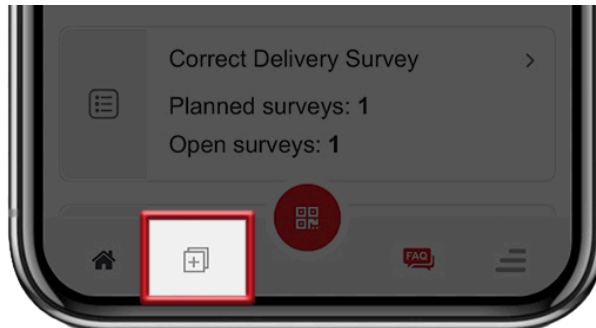 Correct Delivery Survey
Planned surveys: 1
Open surveys: 1
FAQ